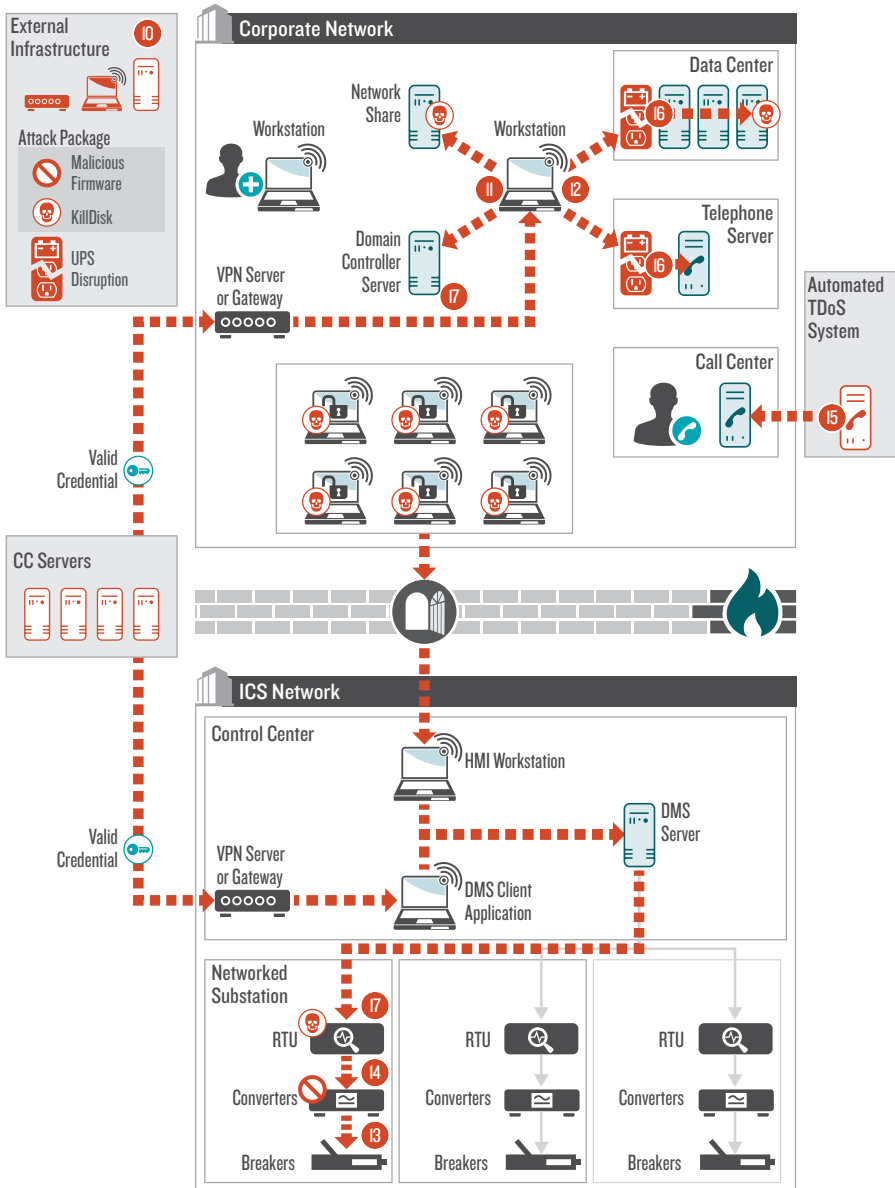 External
Infrastructure
10
Attack Package
Malicious
Firmware
KillDisk
UPS
Disruption
Corporate Network
Network
Share
Workstation
Workstation
11
12
Data Center
16
Domain
Controller
Server
17
VPN Server
or Gateway
Telephone
Server
16
Automated
TDoS
System
15
Call Center
Valid
Credential
CC Servers
ICS Network
Control Center
HMI Workstation
DMS
Server
Valid
Credential
VPN Server
or Gateway
DMS Client
Application
Networked
Substation
17
RTU
14
Converters
13
Breakers
RTU
Converters
Breakers
RTU
Converters
Breakers